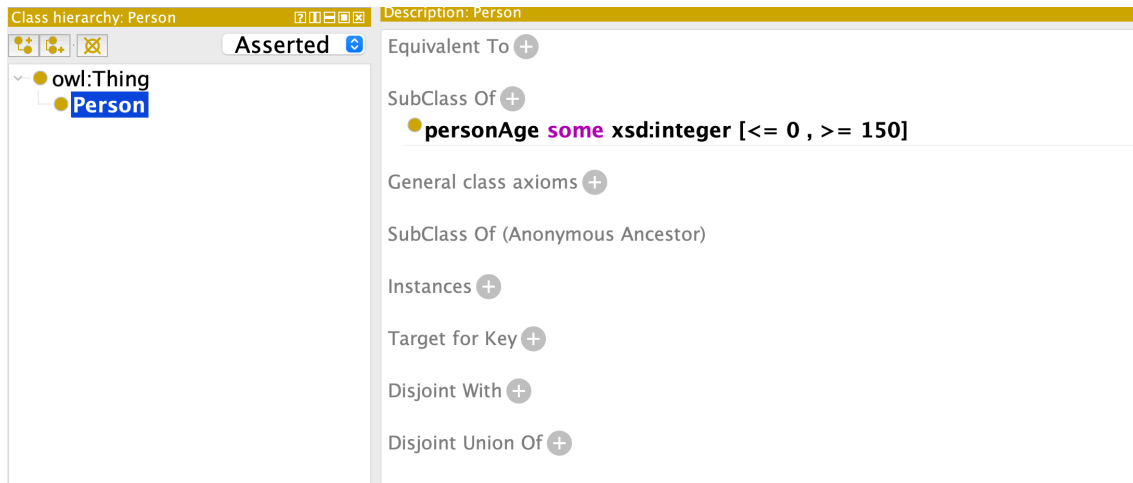 Class hierarchy: Person
Asserted
owl:Thing
Person
Description: Person
Equivalent To
SubClass Of
personAge some xsd:integer [<= 0 , >= 150]
General class axioms
SubClass Of (Anonymous Ancestor)
Instances
Target for Key
Disjoint With
Disjoint Union Of